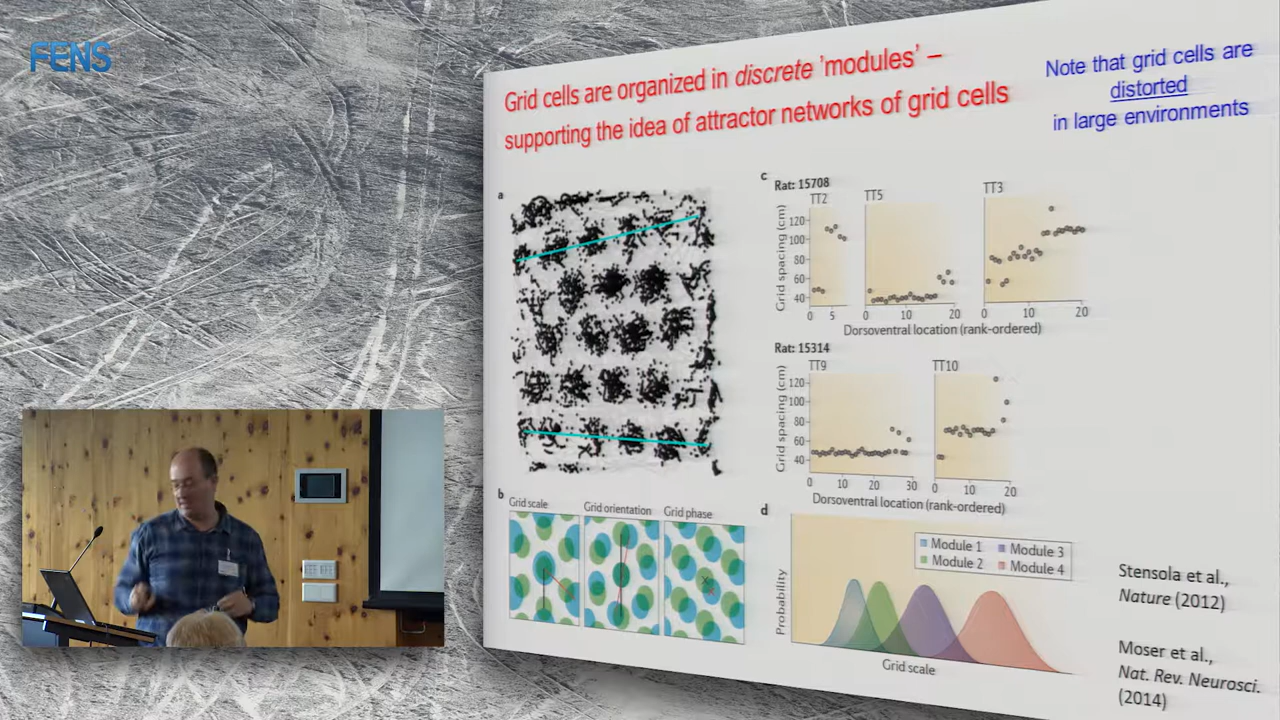 FENS
Grid cells are organized in discrete 'modules' –
supporting the idea of attractor networks of grid cells
Note that grid cells are
distorted
in large environments
a
b
Grid scale
Grid orientation
Grid phase
c
Rat: 15708
TT2
TT5
TT3
Grid spacing (cm)
120
100
80
60
40
0 5
0 10 20
0 10 20
Dorsoventral location (rank-ordered)
Rat: 15314
TT9
TT10
Grid spacing (cm)
120
100
80
60
40
0 10 20 30
0 10 20
Dorsoventral location (rank-ordered)
d
Probability
Module 1
Module 2
Module 3
Module 4
Grid scale
Stensola et al.,
Nature (2012)
Moser et al.,
Nat. Rev. Neurosci.
(2014)